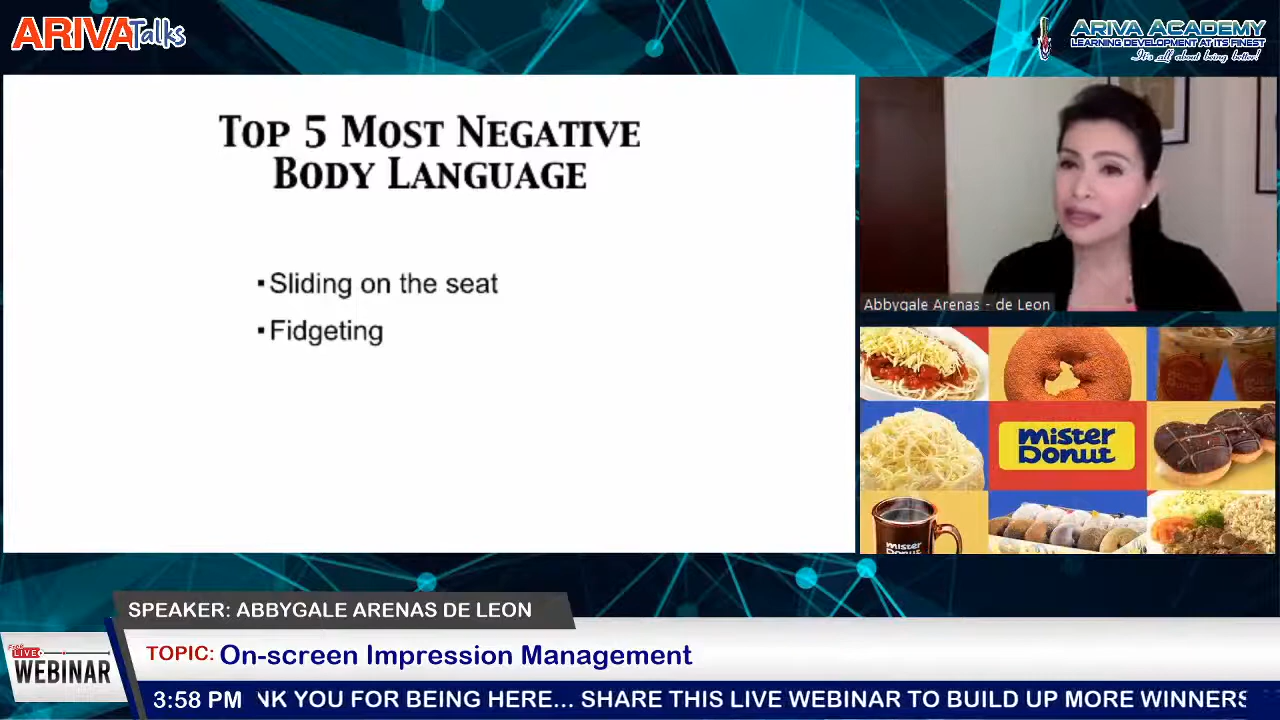 ARIVATalks
ARIVA ACADEMY
LEARNING DEVELOPMENT AT ITS FINEST
It's all about being better!
TOP 5 MOST NEGATIVE
BODY LANGUAGE
▪Sliding on the seat
▪Fidgeting
Abbygale Arenas - de Leon
mister
Donut
mister
SPEAKER: ABBYGALE ARENAS DE LEON
Free
LIVE
WEBINAR
TOPIC: On-screen Impression Management
3:58 PM NK YOU FOR BEING HERE... SHARE THIS LIVE WEBINAR TO BUILD UP MORE WINNERS